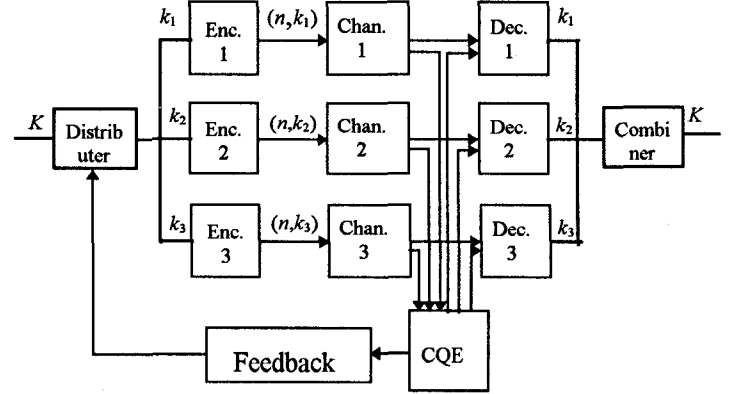 k₁
Enc.
1
(n,k₁)
Chan.
1
Dec.
1
k₁
K
Distrib
uter
k₂
Enc.
2
(n,k₂)
Chan.
2
Dec.
2
k₂
Combi
ner
K
k₃
Enc.
3
(n,k₃)
Chan.
3
Dec.
3
k₃
Feedback
CQE